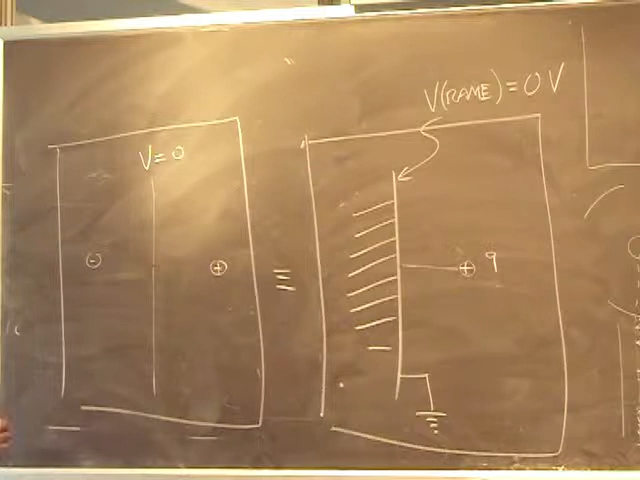 V(RAME) = 0 V
V = 0
⊖
⊕
≡
⊕ q